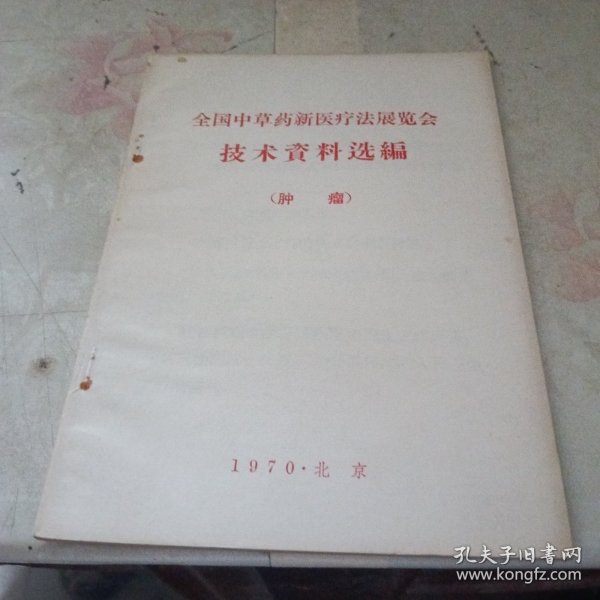 全国中草药新医疗法展览会
技术資料选編
（肿　瘤）
1970·北　京
孔夫子旧书网
www.kongfz.com